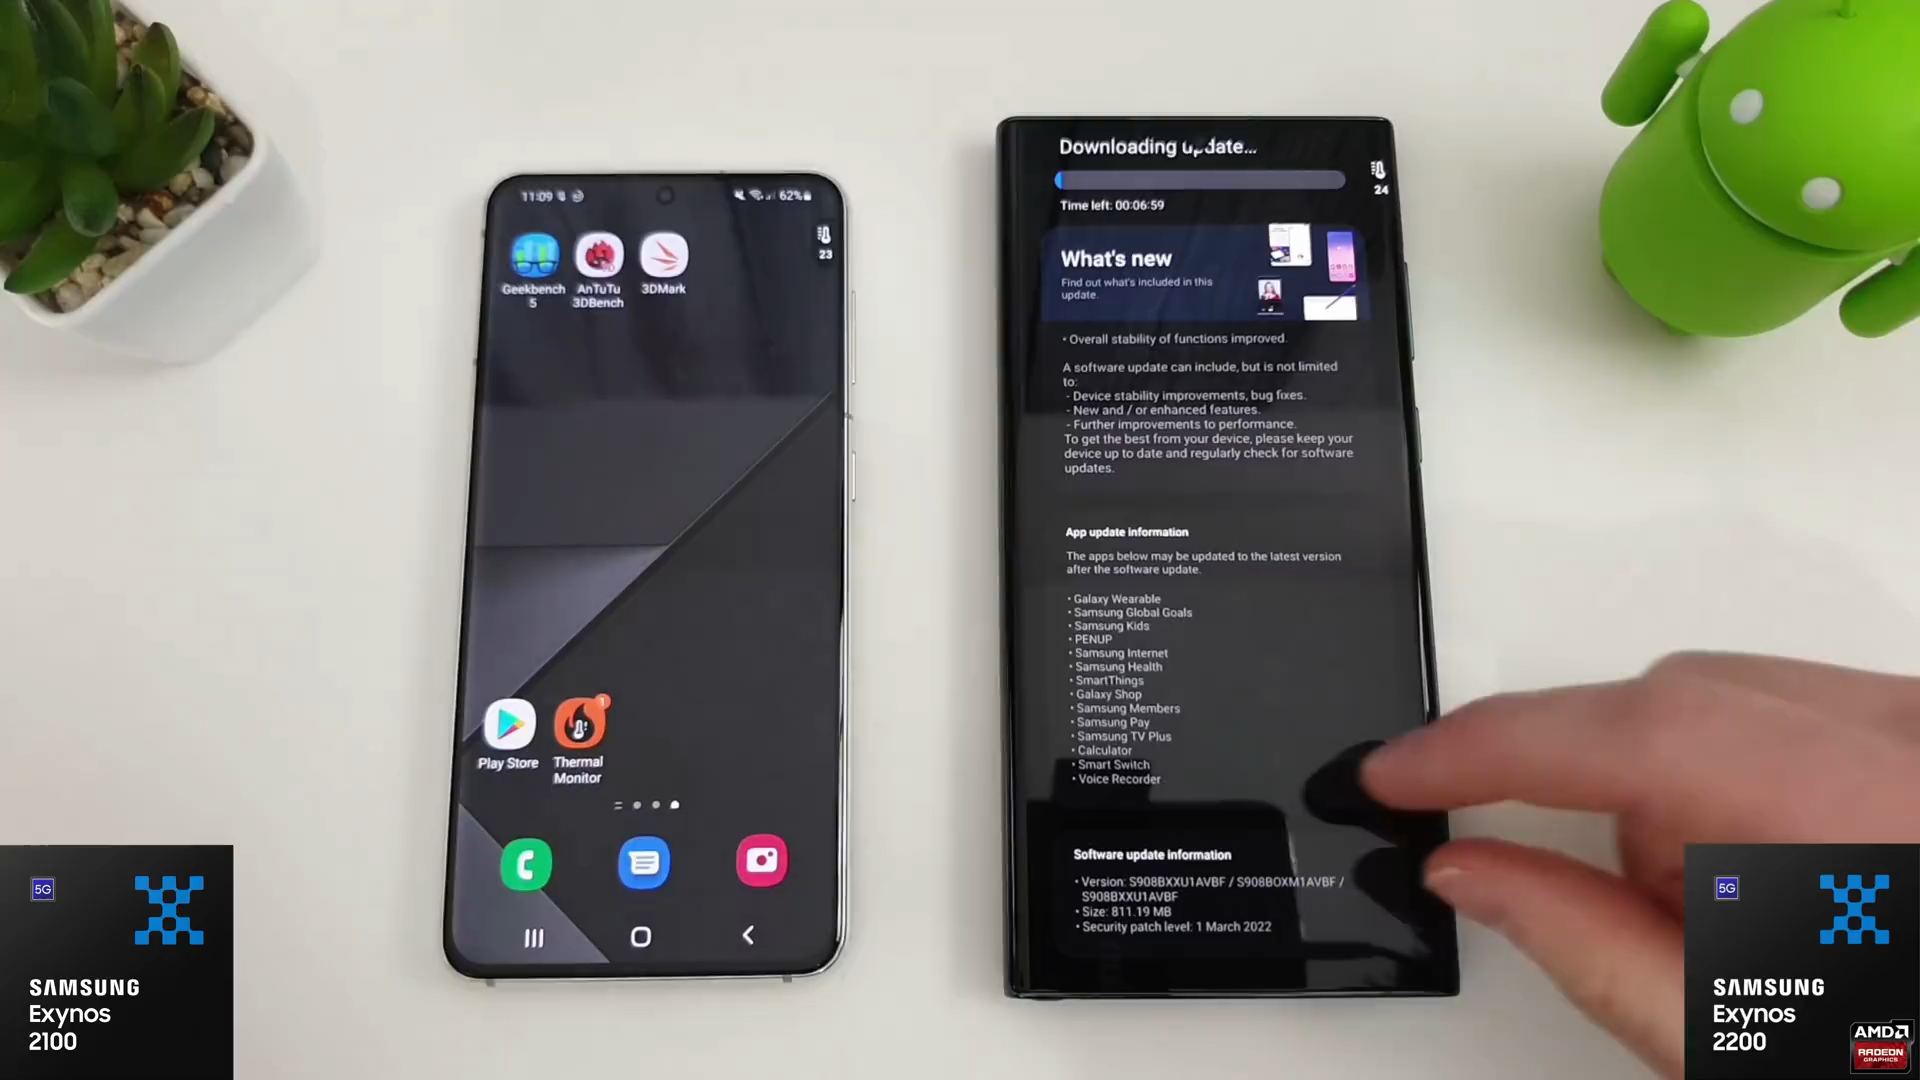 11:09
62%
23
Geekbench
5
AnTuTu
3DBench
3DMark
1
Play Store
Thermal
Monitor
Downloading update...
24
Time left: 00:06:59
What's new
Find out what's included in this
update.
• Overall stability of functions improved.
A software update can include, but is not limited
to:
- Device stability improvements, bug fixes.
- New and / or enhanced features.
- Further improvements to performance.
To get the best from your device, please keep your
device up to date and regularly check for software
updates.
App update information
The apps below may be updated to the latest version
after the software update.
• Galaxy Wearable
• Samsung Global Goals
• Samsung Kids
• PENUP
• Samsung Internet
• Samsung Health
• SmartThings
• Galaxy Shop
• Samsung Members
• Samsung Pay
• Samsung TV Plus
• Calculator
• Smart Switch
• Voice Recorder
Software update information
• Version: S908BXXU1AVBF / S908BOXM1AVBF /
S908BXXU1AVBF
• Size: 811.19 MB
• Security patch level: 1 March 2022
5G
SAMSUNG
Exynos
2100
5G
SAMSUNG
Exynos
2200
AMD
RADEON
GRAPHICS